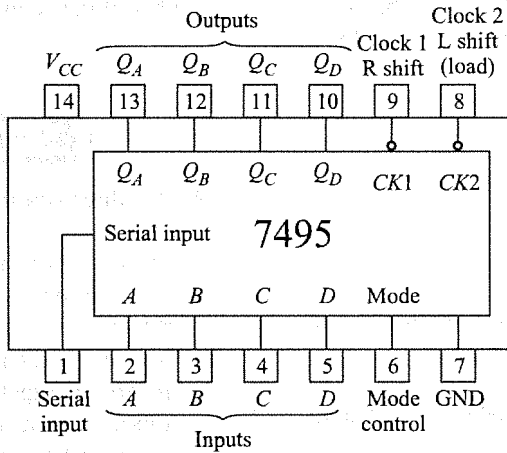 Outputs
Clock 1
R shift
Clock 2
L shift
(load)
V_CC Q_A Q_B Q_C Q_D
14 13 12 11 10 9 8
Q_A Q_B Q_C Q_D CK1 CK2
Serial input 7495
A B C D Mode
1 2 3 4 5 6 7
Serial
input
A B C D
Mode
control
GND
Inputs